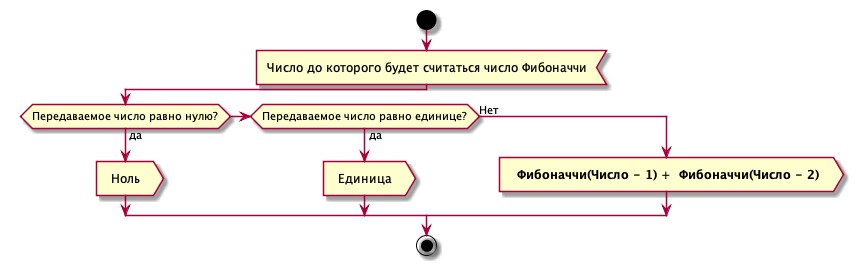 Число до которого будет считаться число Фибоначчи
Передаваемое число равно нулю?
Передаваемое число равно единице?
Нет
да
да
Ноль
Единица
Фибоначчи(Число - 1) + Фибоначчи(Число - 2)